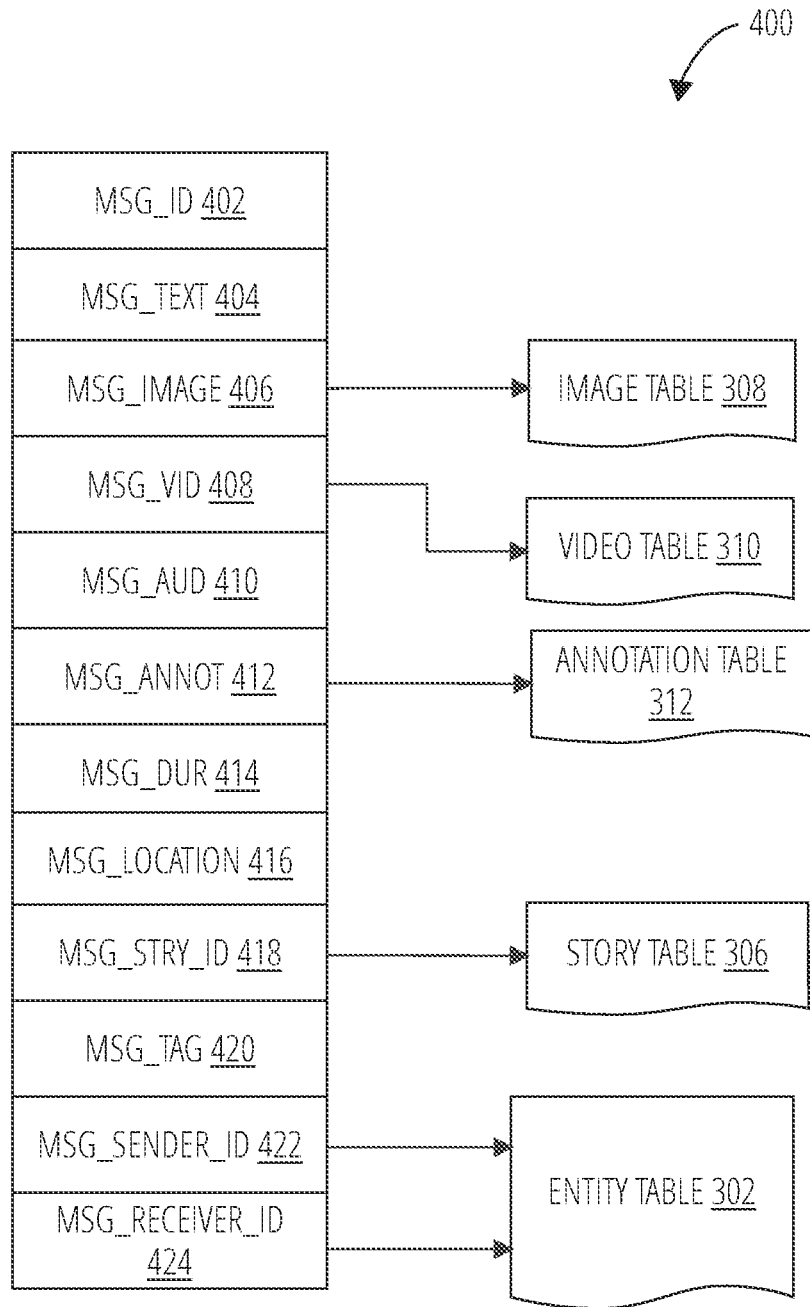 400
MSG_ID 402
MSG_TEXT 404
MSG_IMAGE 406
IMAGE TABLE 308
MSG_VID 408
VIDEO TABLE 310
MSG_AUD 410
MSG_ANNOT 412
ANNOTATION TABLE
312
MSG_DUR 414
MSG_LOCATION 416
MSG_STRY_ID 418
STORY TABLE 306
MSG_TAG 420
MSG_SENDER_ID 422
ENTITY TABLE 302
MSG_RECEIVER_ID
424